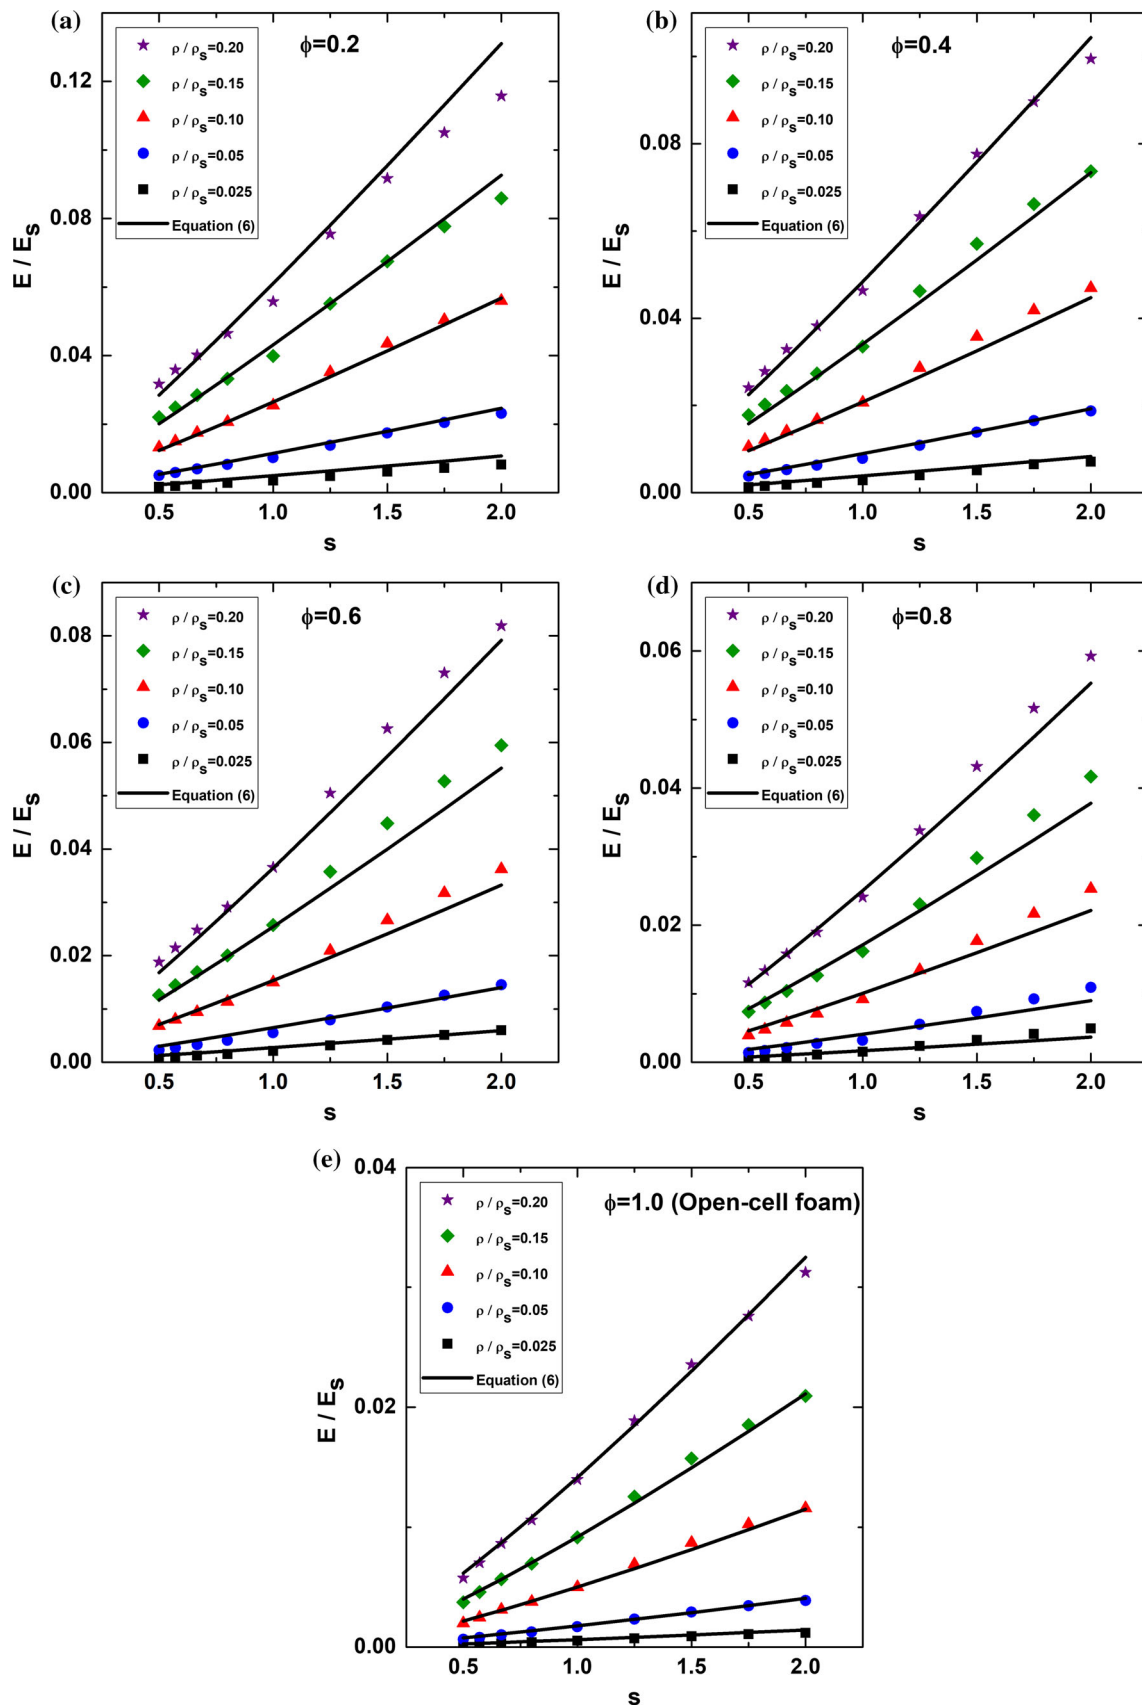 (a)
ϕ=0.2
ρ / ρs=0.20
ρ / ρs=0.15
ρ / ρs=0.10
ρ / ρs=0.05
ρ / ρs=0.025
Equation (6)
0.12
0.08
0.04
0.00
E / Es
0.5 1.0 1.5 2.0
s
(b)
ϕ=0.4
ρ / ρs=0.20
ρ / ρs=0.15
ρ / ρs=0.10
ρ / ρs=0.05
ρ / ρs=0.025
Equation (6)
0.08
0.04
0.00
E / Es
0.5 1.0 1.5 2.0
s
(c)
ϕ=0.6
ρ / ρs=0.20
ρ / ρs=0.15
ρ / ρs=0.10
ρ / ρs=0.05
ρ / ρs=0.025
Equation (6)
0.08
0.06
0.04
0.02
0.00
E / Es
0.5 1.0 1.5 2.0
s
(d)
ϕ=0.8
ρ / ρs=0.20
ρ / ρs=0.15
ρ / ρs=0.10
ρ / ρs=0.05
ρ / ρs=0.025
Equation (6)
0.06
0.04
0.02
0.00
E / Es
0.5 1.0 1.5 2.0
s
(e)
ϕ=1.0 (Open-cell foam)
ρ / ρs=0.20
ρ / ρs=0.15
ρ / ρs=0.10
ρ / ρs=0.05
ρ / ρs=0.025
Equation (6)
0.04
0.02
0.00
E / Es
0.5 1.0 1.5 2.0
s